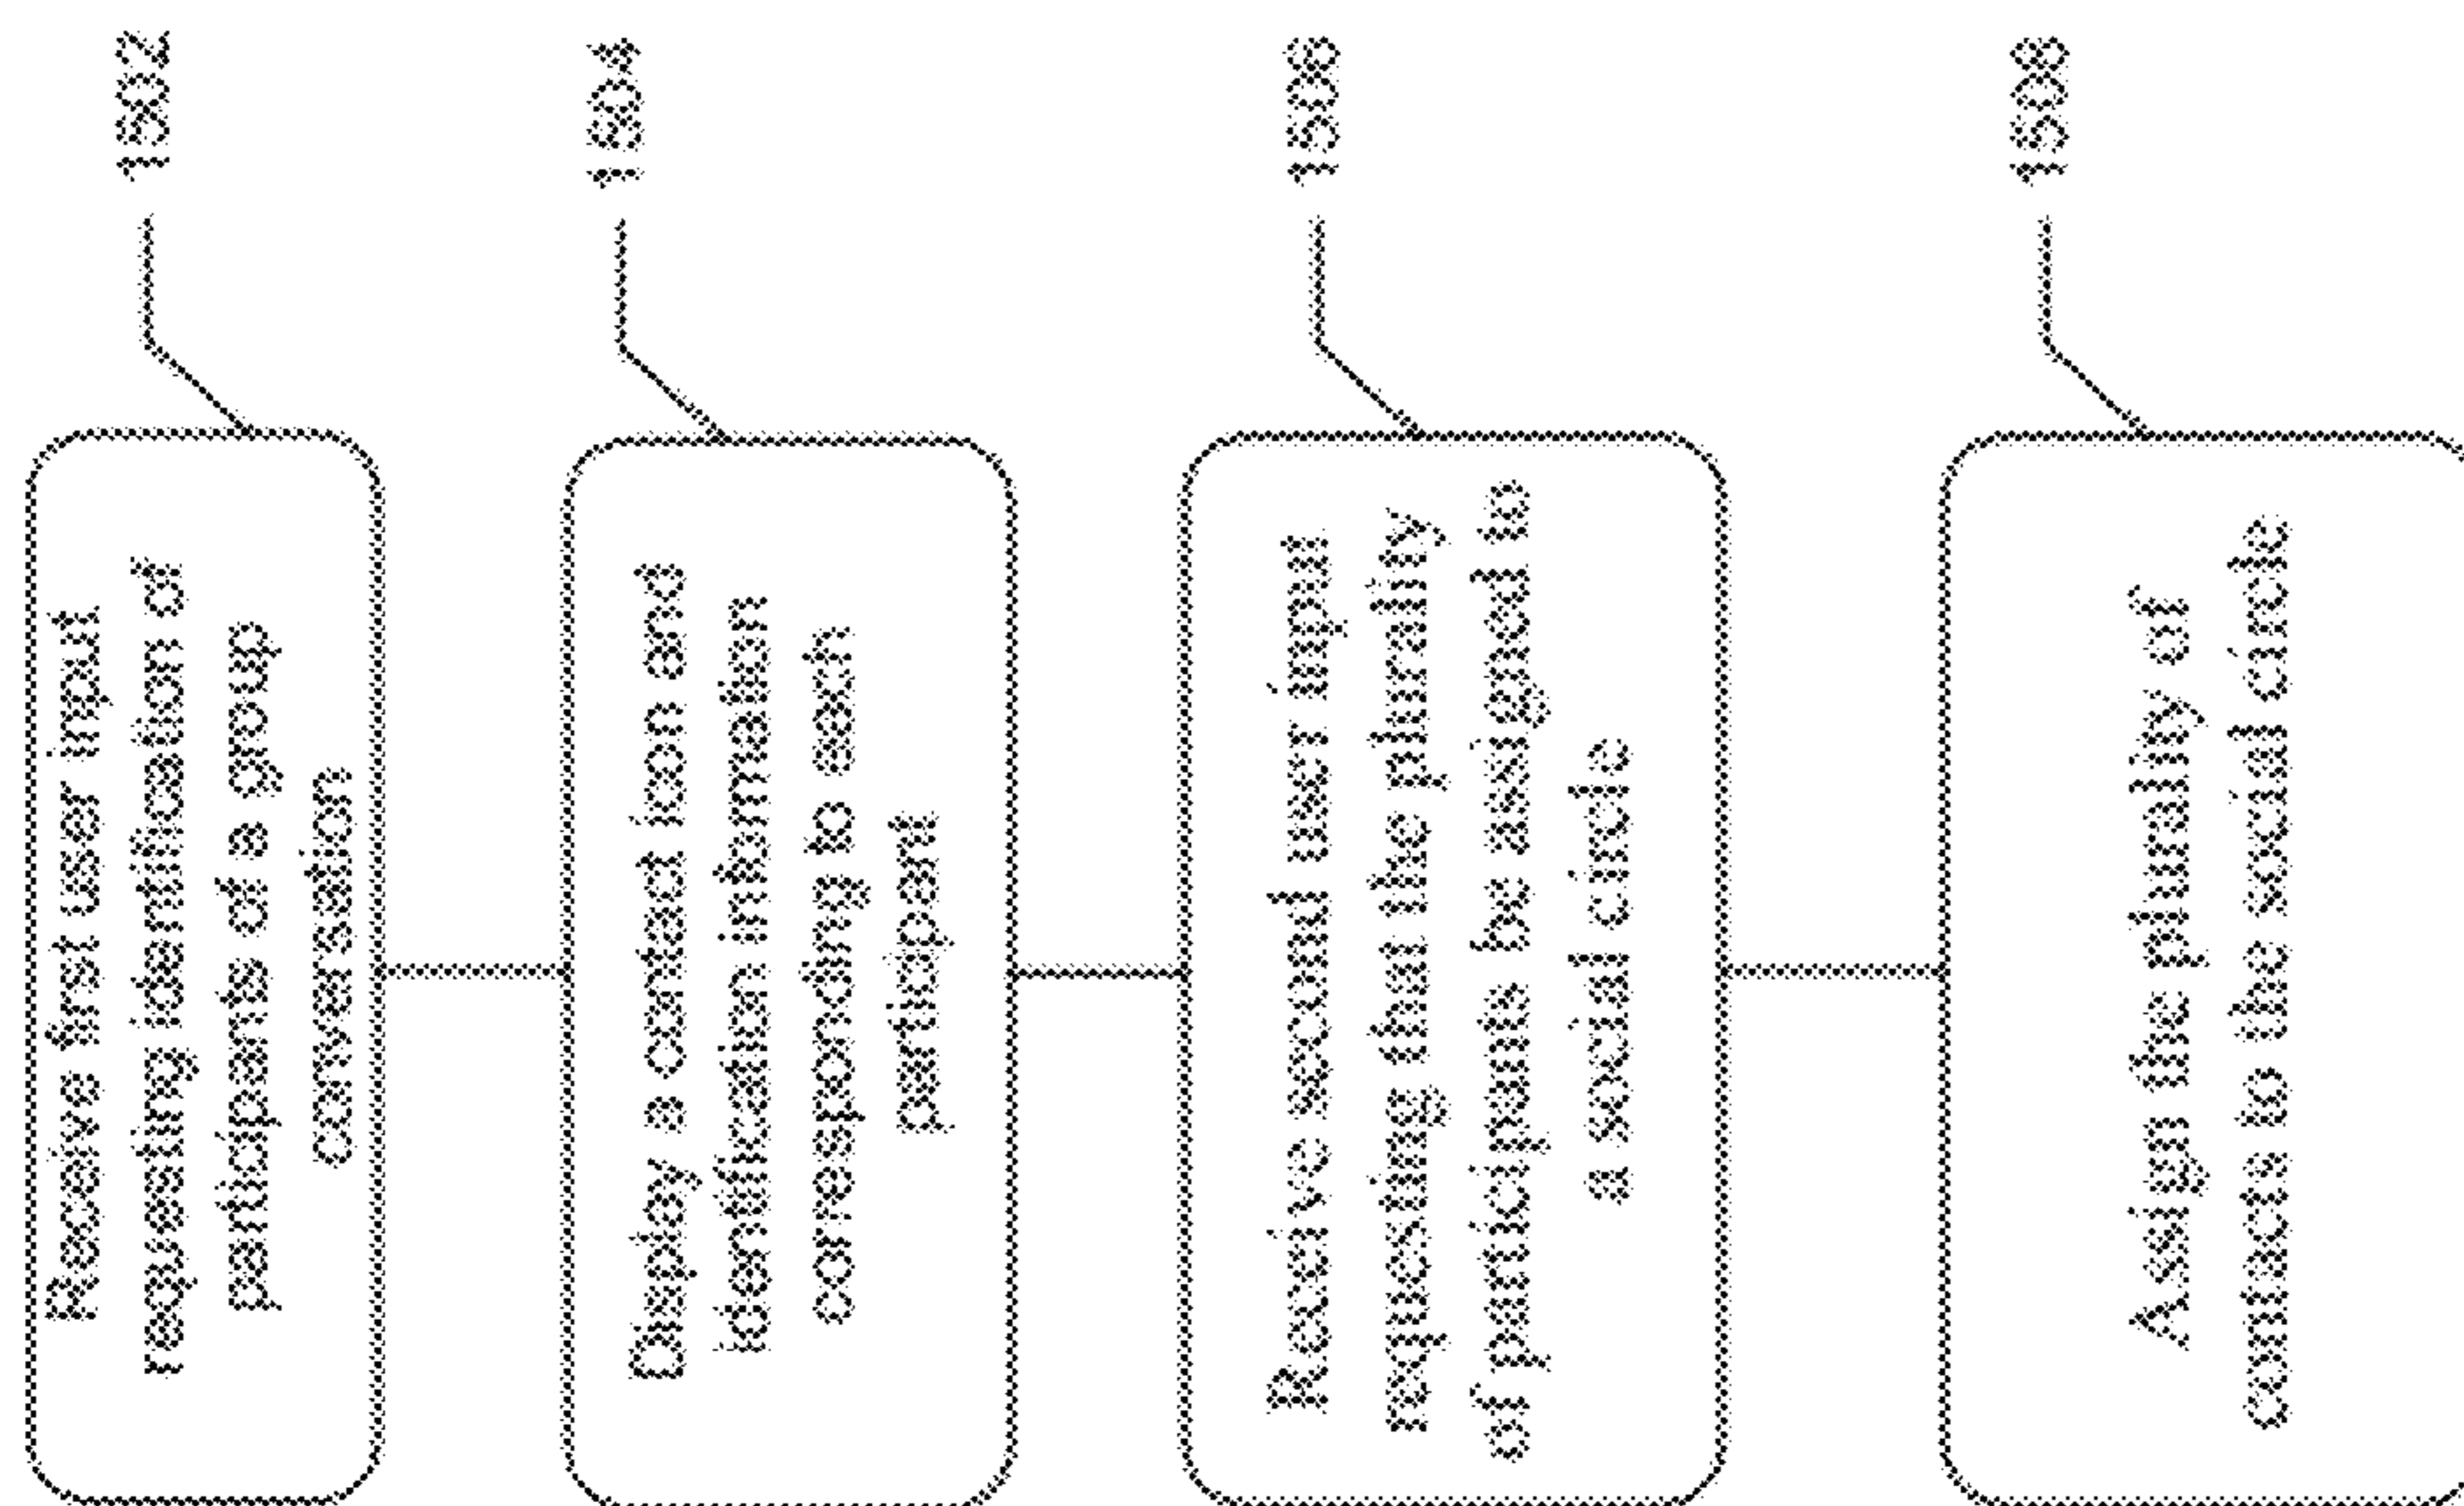 Receive first user input
requesting identification of
participants of a group
conversation
1502
Display a contact icon and
identification information
corresponding to each
participant
1504
Receive second user input
requesting that the plurality
of participants be assigned to
a social circle
1508
Assign the plurality of
contacts to the social circle
1508